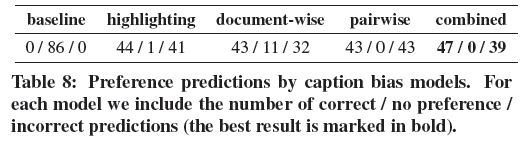 baseline highlighting document-wise pairwise combined
0 / 86 / 0 44 / 1 / 41 43 / 11 / 32 43 / 0 / 43 47 / 0 / 39
Table 8: Preference predictions by caption bias models. For
each model we include the number of correct / no preference /
incorrect predictions (the best result is marked in bold).